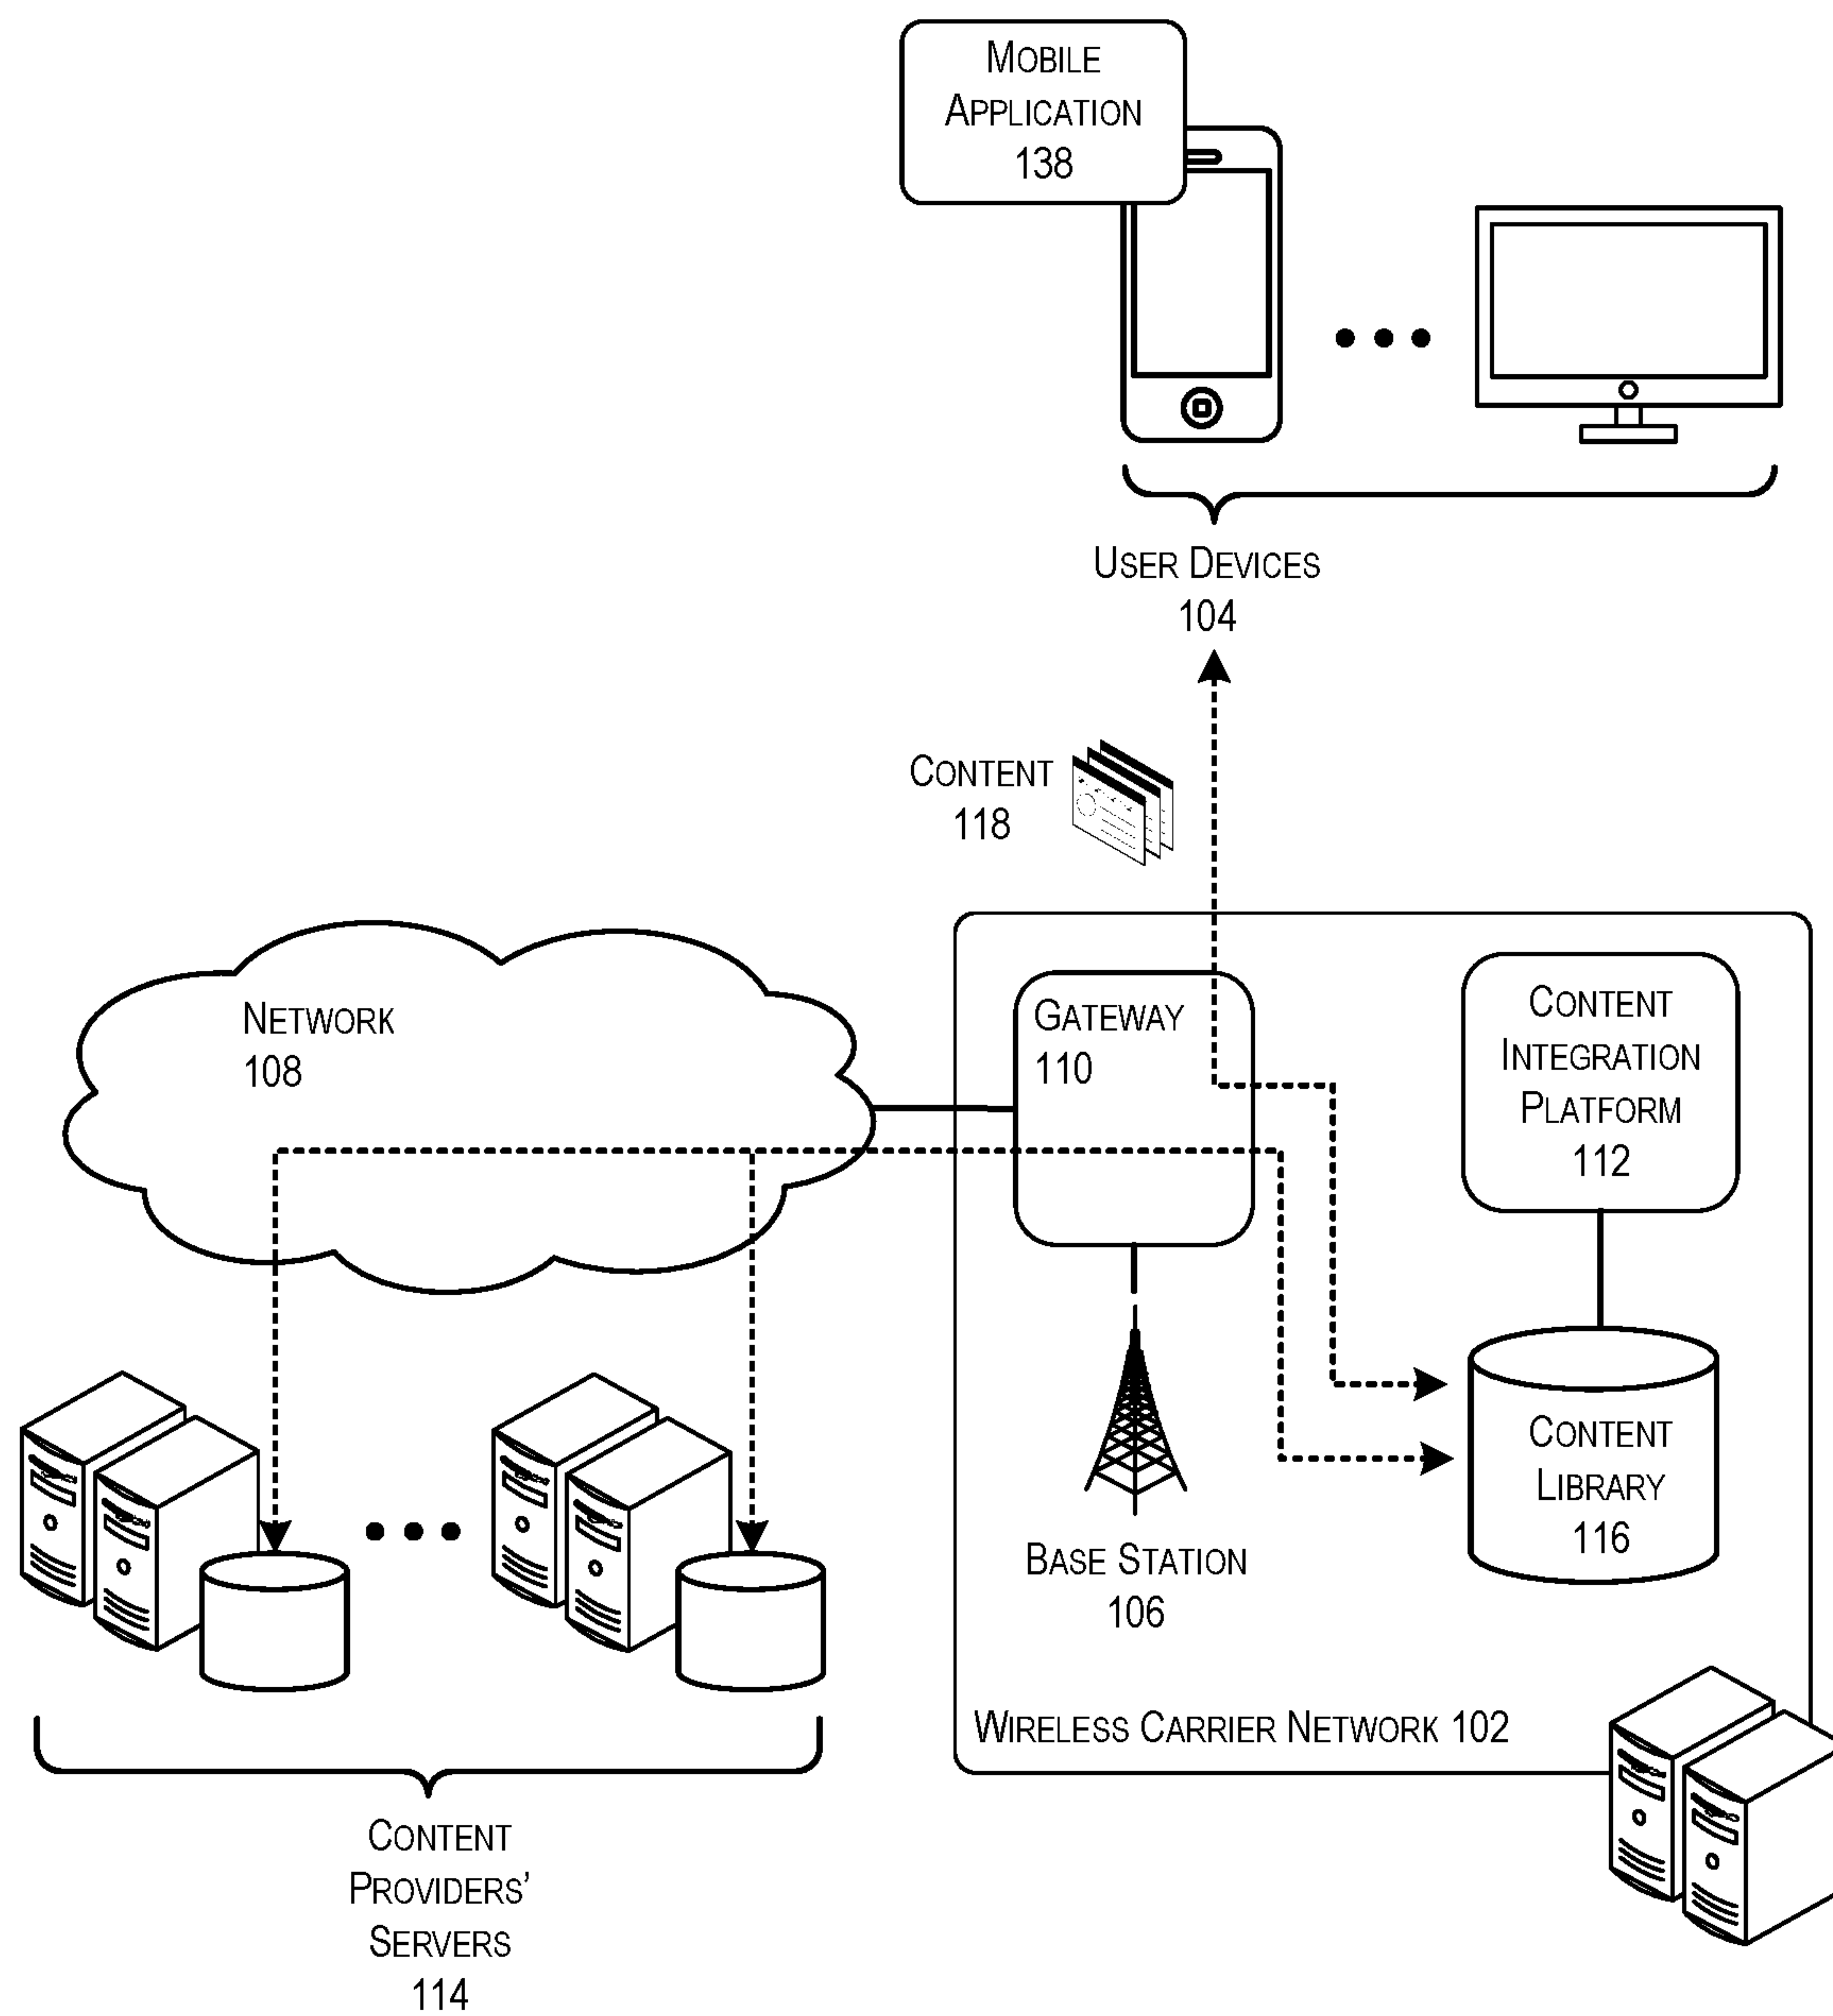 MOBILE
APPLICATION
138
USER DEVICES
104
CONTENT
118
NETWORK
108
GATEWAY
110
CONTENT
INTEGRATION
PLATFORM
112
CONTENT
LIBRARY
116
BASE STATION
106
WIRELESS CARRIER NETWORK 102
CONTENT
PROVIDERS'
SERVERS
114